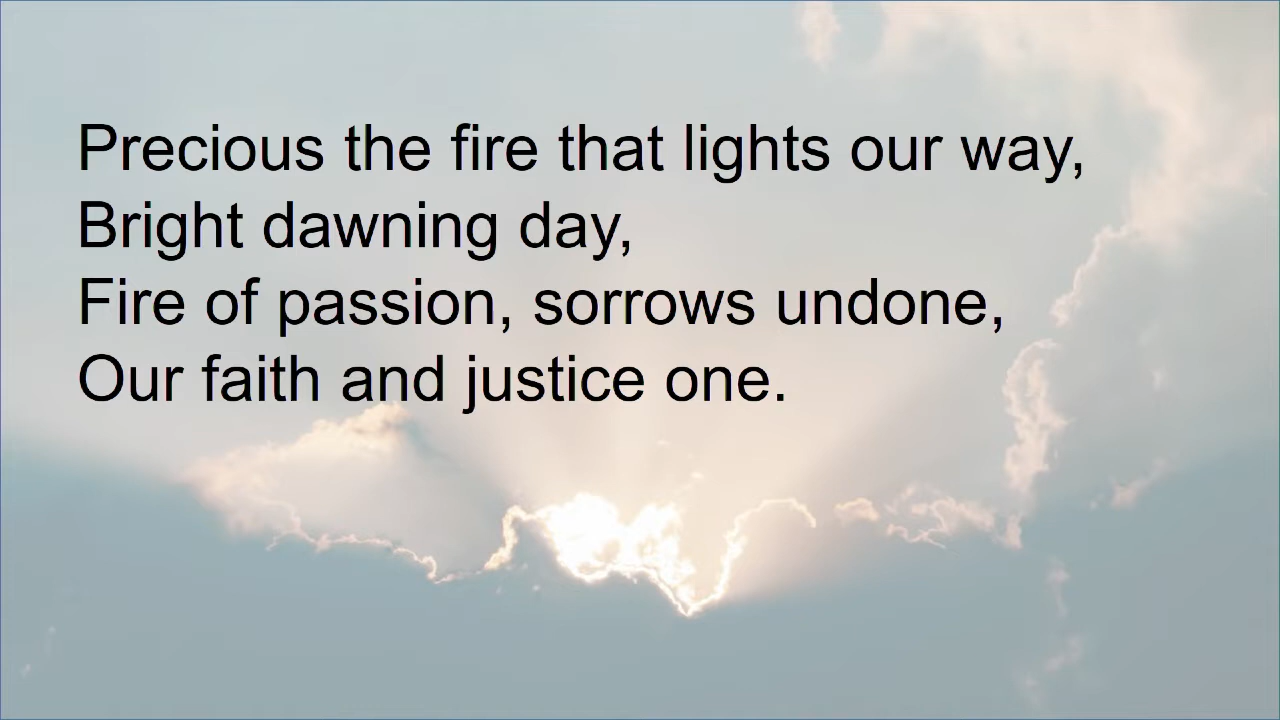 Precious the fire that lights our way,
Bright dawning day,
Fire of passion, sorrows undone,
Our faith and justice one.